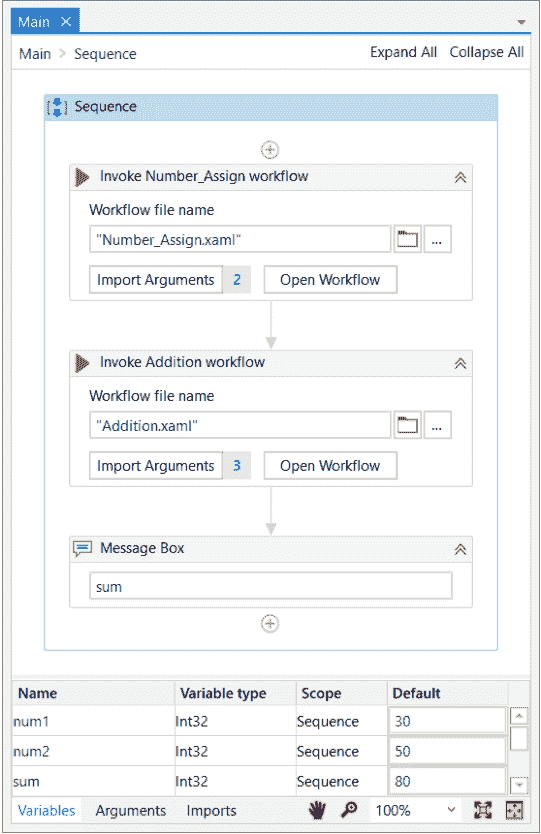 Main
Main > Sequence Expand All Collapse All
Sequence
Invoke Number_Assign workflow
Workflow file name
"Number_Assign.xaml" ...
Import Arguments 2 Open Workflow
Invoke Addition workflow
Workflow file name
"Addition.xaml" ...
Import Arguments 3 Open Workflow
Message Box
sum
Name Variable type Scope Default
num1 Int32 Sequence 30
num2 Int32 Sequence 50
sum Int32 Sequence 80
Variables Arguments Imports 100%